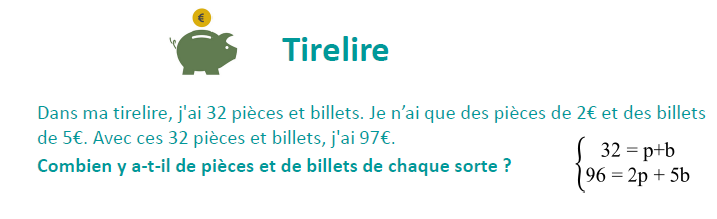 €
Tirelire
Dans ma tirelire, j'ai 32 pièces et billets. Je n’ai que des pièces de 2€ et des billets
de 5€. Avec ces 32 pièces et billets, j'ai 97€.
Combien y a-t-il de pièces et de billets de chaque sorte ?
32 = p+b
96 = 2p + 5b